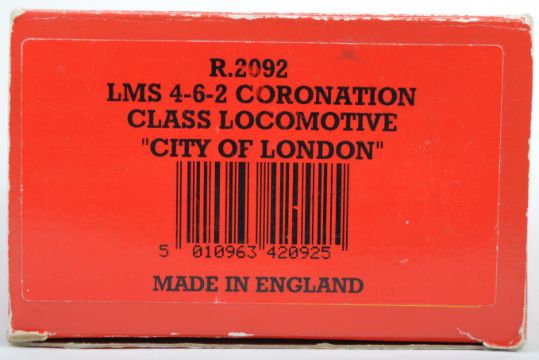 R.2092
LMS 4-6-2 CORONATION
CLASS LOCOMOTIVE
"CITY OF LONDON"
5 010963 420925
MADE IN ENGLAND